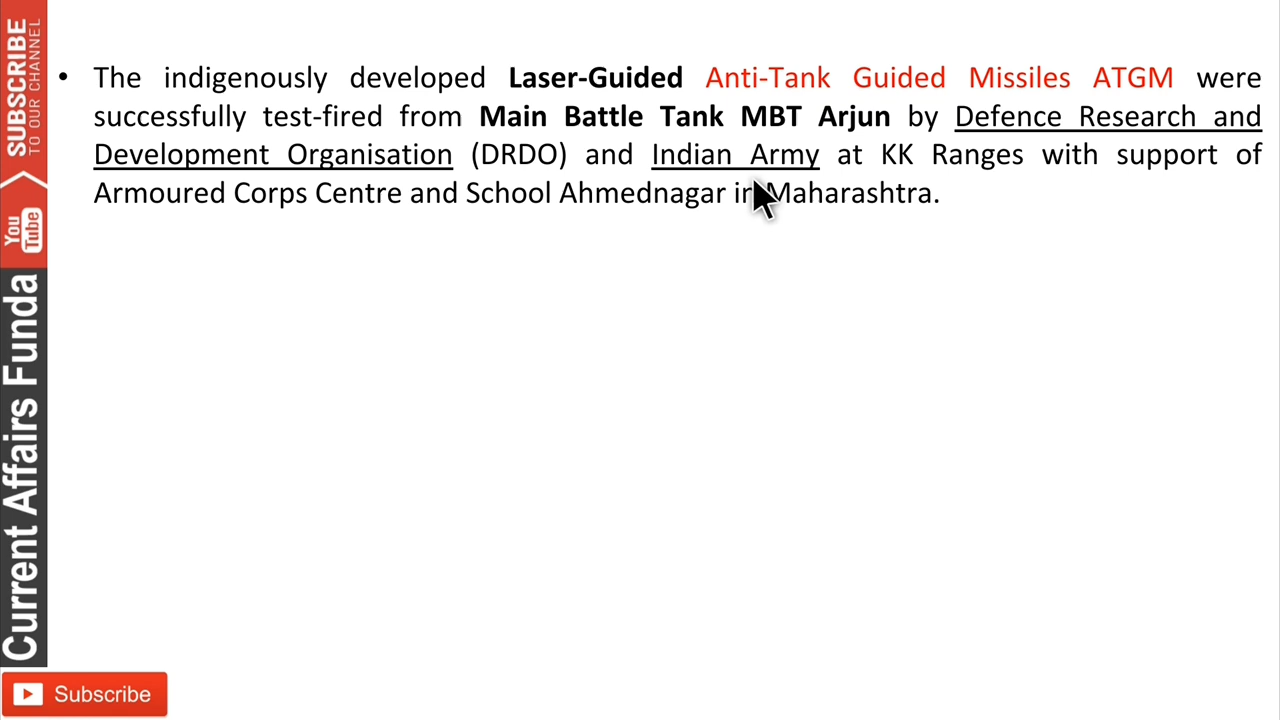 • The indigenously developed Laser-Guided Anti-Tank Guided Missiles ATGM were
successfully test-fired from Main Battle Tank MBT Arjun by Defence Research and
Development Organisation (DRDO) and Indian Army at KK Ranges with support of
Armoured Corps Centre and School Ahmednagar in Maharashtra.
SUBSCRIBE
TO OUR CHANNEL
You
Tube
Current Affairs Funda
Subscribe